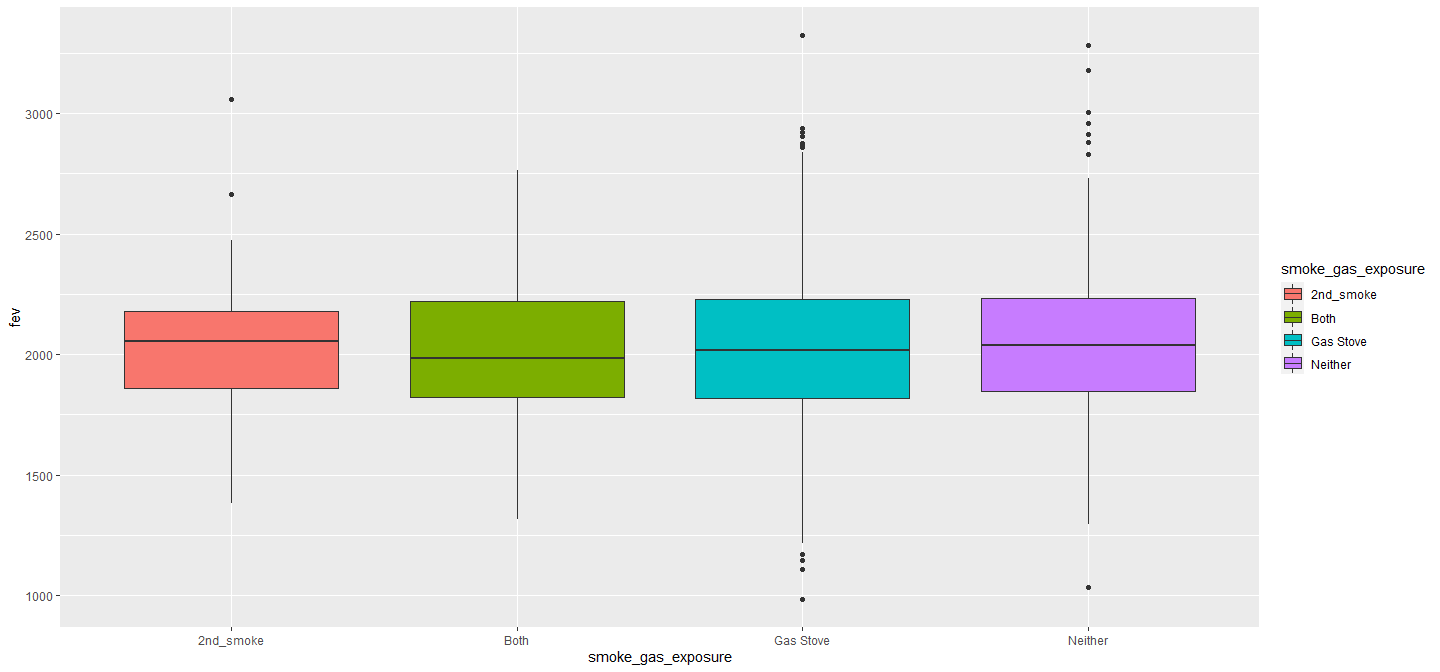 3000
2500
2000
1500
1000
fev
2nd_smoke
Both
Gas Stove
Neither
smoke_gas_exposure
smoke_gas_exposure
2nd_smoke
Both
Gas Stove
Neither